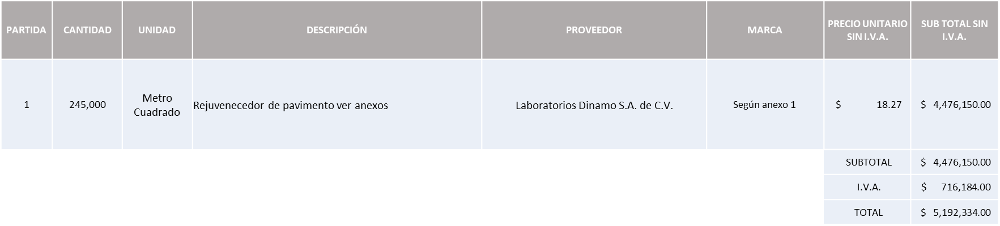 PARTIDA CANTIDAD UNIDAD DESCRIPCIÓN PROVEEDOR MARCA PRECIO UNITARIO SIN I.V.A. SUB TOTAL SIN I.V.A.
1 245,000 Metro Cuadrado Rejuvenecedor de pavimento ver anexos Laboratorios Dinamo S.A. de C.V. Según anexo 1 $ 18.27 $ 4,476,150.00
SUBTOTAL $ 4,476,150.00
I.V.A. $ 716,184.00
TOTAL $ 5,192,334.00